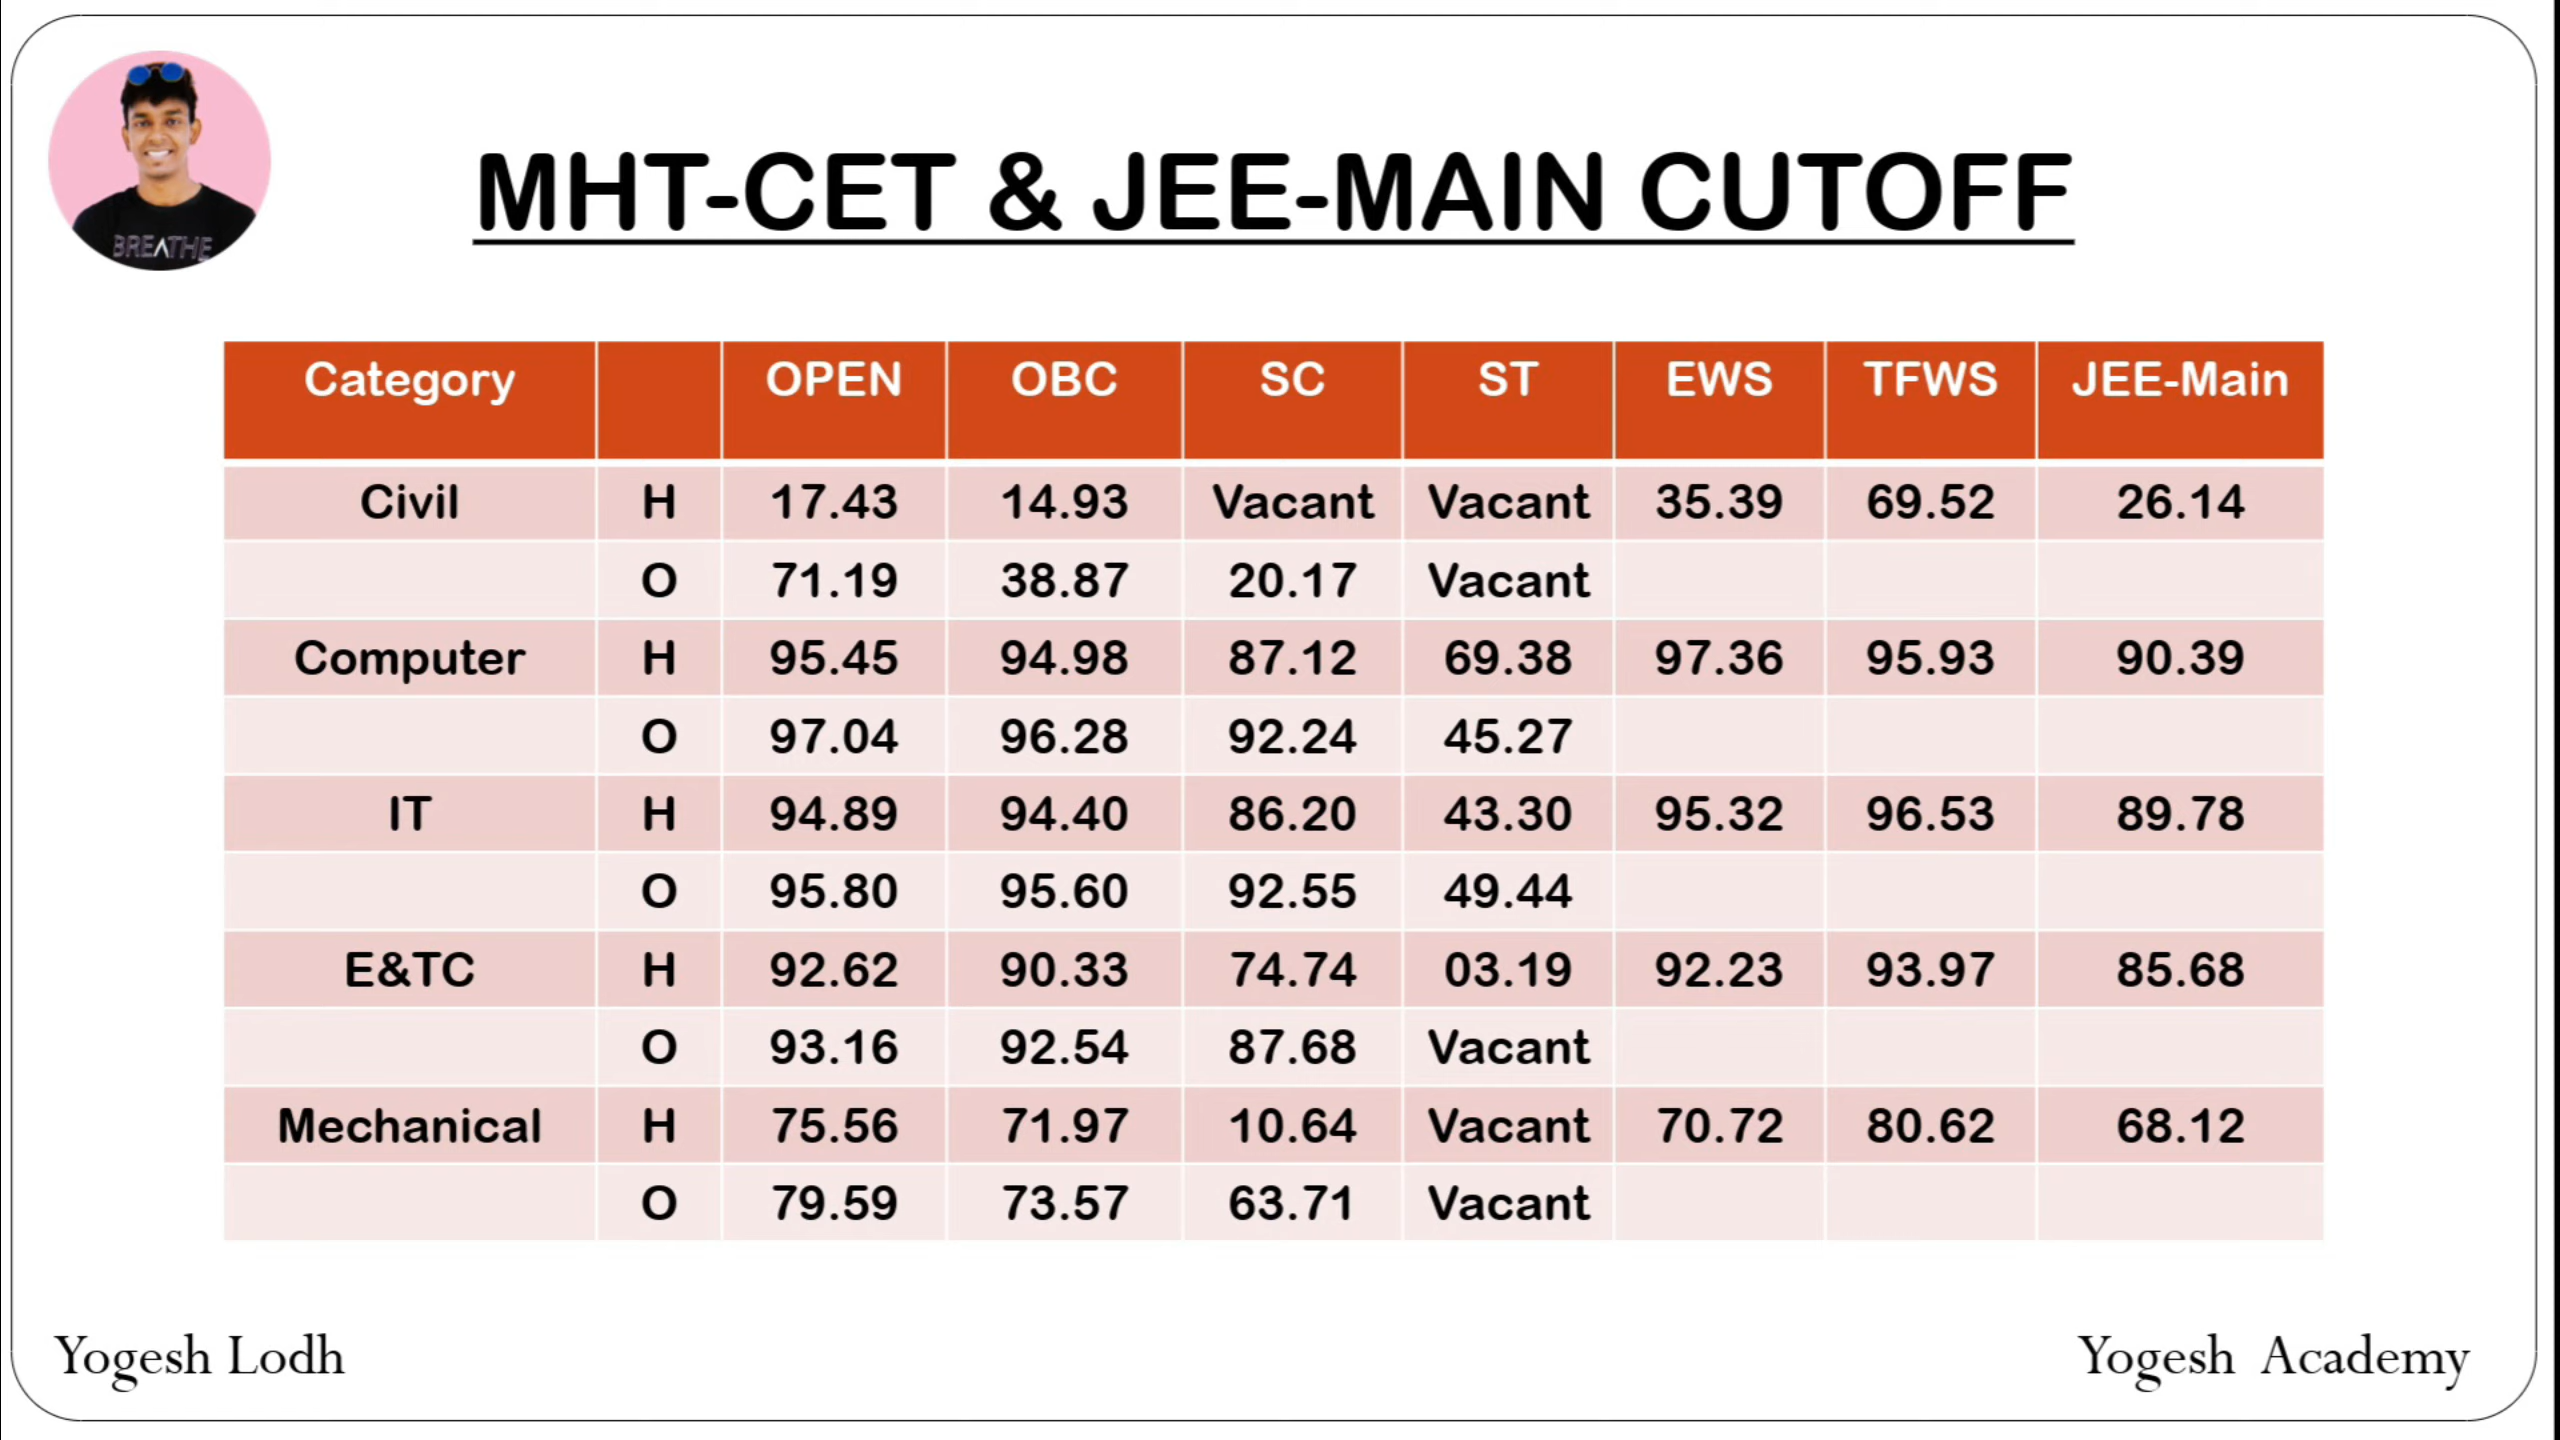 BREATHE
MHT-CET & JEE-MAIN CUTOFF
Category OPEN OBC SC ST EWS TFWS JEE-Main
Civil H 17.43 14.93 Vacant Vacant 35.39 69.52 26.14
O 71.19 38.87 20.17 Vacant
Computer H 95.45 94.98 87.12 69.38 97.36 95.93 90.39
O 97.04 96.28 92.24 45.27
IT H 94.89 94.40 86.20 43.30 95.32 96.53 89.78
O 95.80 95.60 92.55 49.44
E&TC H 92.62 90.33 74.74 03.19 92.23 93.97 85.68
O 93.16 92.54 87.68 Vacant
Mechanical H 75.56 71.97 10.64 Vacant 70.72 80.62 68.12
O 79.59 73.57 63.71 Vacant
Yogesh Lodh
Yogesh Academy